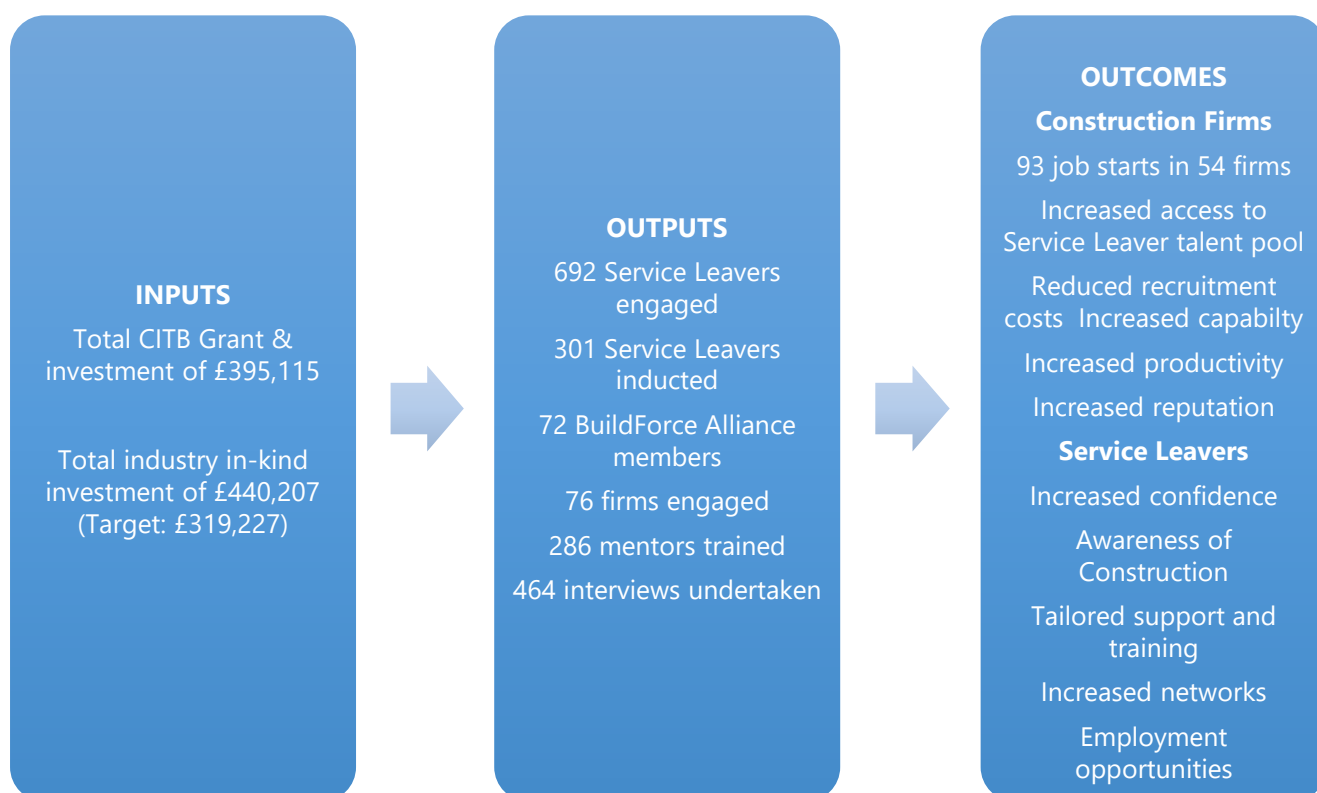 INPUTS
Total CITB Grant &
investment of £395,115
Total industry in-kind
investment of £440,207
(Target: £319,227)
OUTPUTS
692 Service Leavers
engaged
301 Service Leavers
inducted
72 BuildForce Alliance
members
76 firms engaged
286 mentors trained
464 interviews undertaken
OUTCOMES
Construction Firms
93 job starts in 54 firms
Increased access to
Service Leaver talent pool
Reduced recruitment
costs  Increased capabilty
Increased productivity
Increased reputation
Service Leavers
Increased confidence
Awareness of
Construction
Tailored support and
training
Increased networks
Employment
opportunities